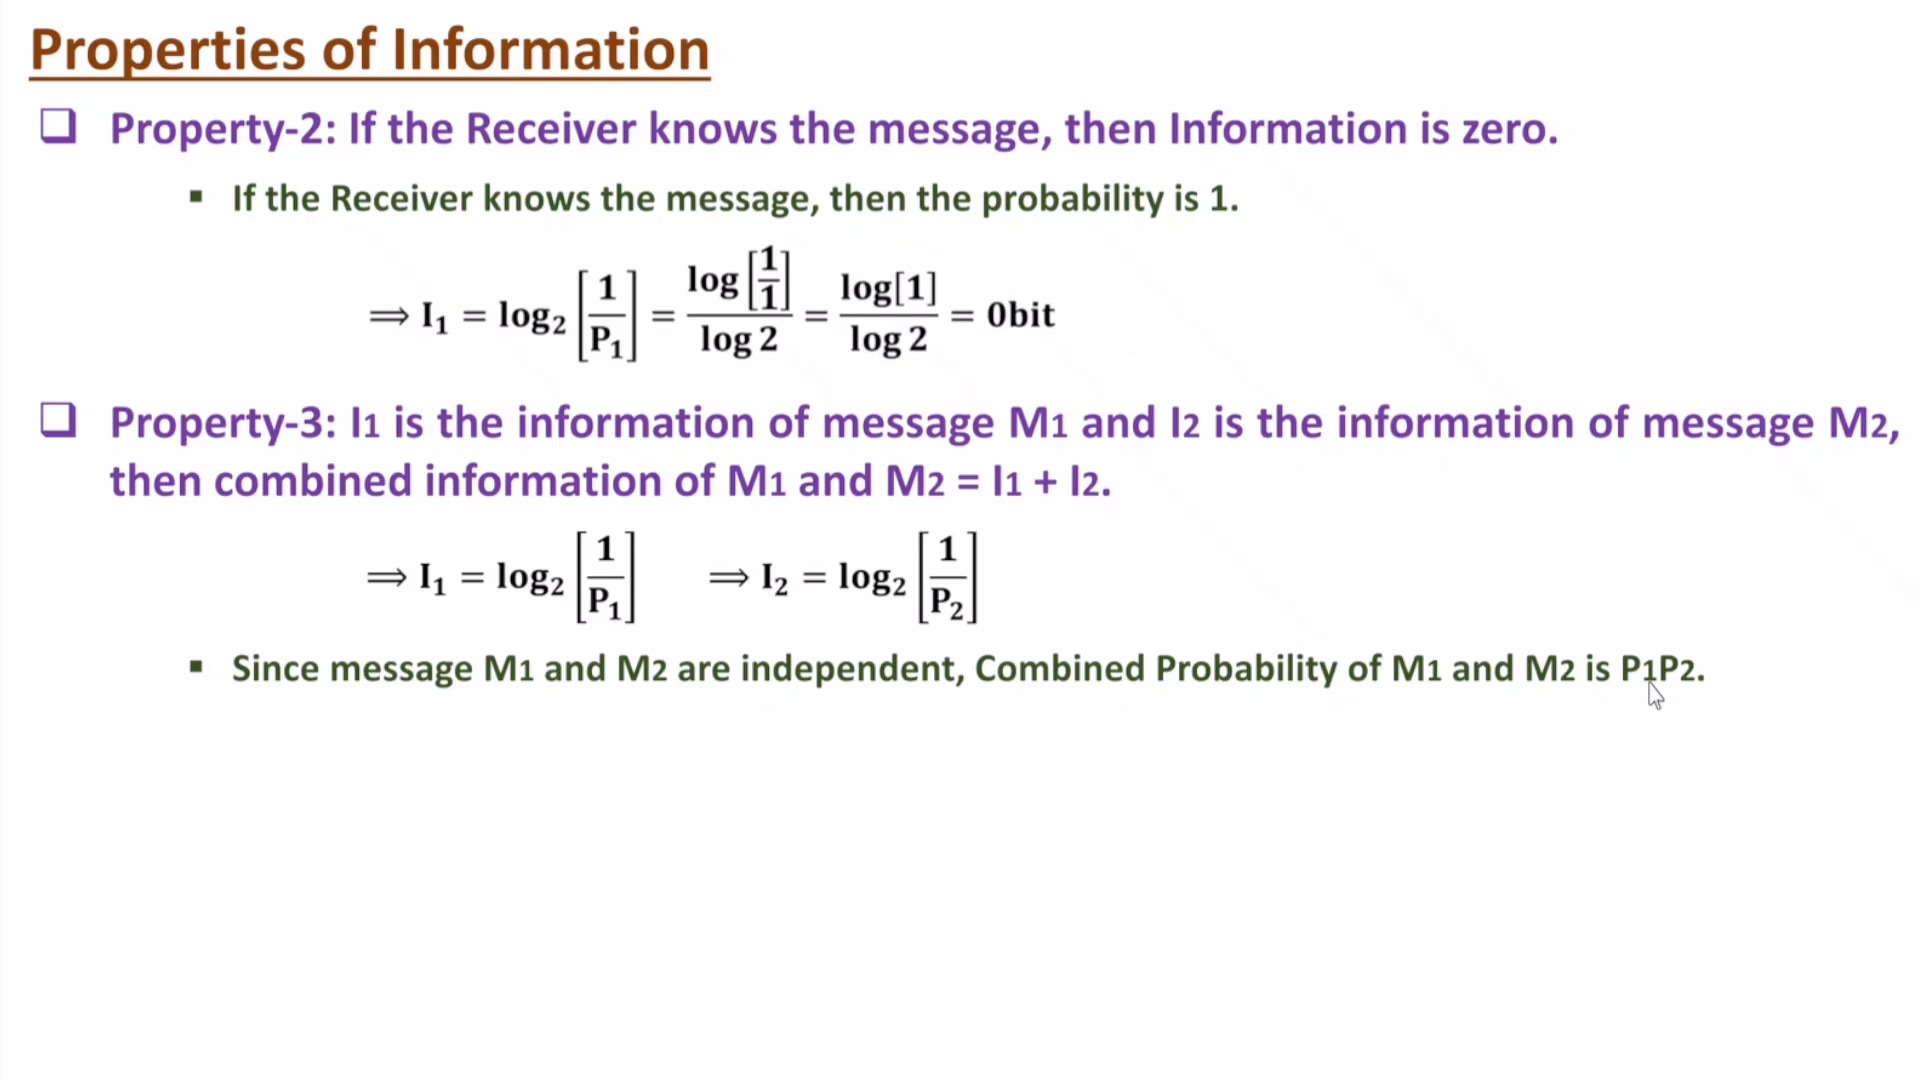 Properties of Information
❑ Property-2: If the Receiver knows the message, then Information is zero.
▪ If the Receiver knows the message, then the probability is 1.
⟹ I₁ = log₂ [1/P₁] = log [1/1] / log 2 = log[1] / log 2 = 0bit
❑ Property-3: I1 is the information of message M1 and I2 is the information of message M2,
then combined information of M1 and M2 = I1 + I2.
⟹ I₁ = log₂ [1/P₁] ⟹ I₂ = log₂ [1/P₂]
▪ Since message M1 and M2 are independent, Combined Probability of M1 and M2 is P1P2.